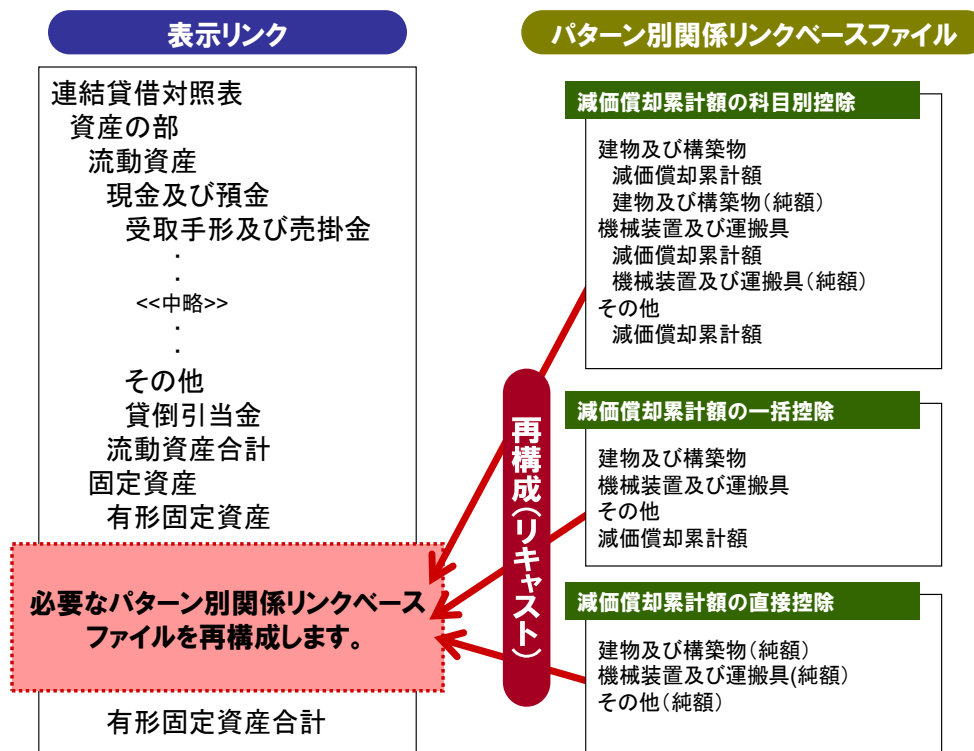 表示リンク
連結貸借対照表
資産の部
流動資産
現金及び預金
受取手形及び売掛金
・
・
<<中略>>
・
・
その他
貸倒引当金
流動資産合計
固定資産
有形固定資産
必要なパターン別関係リンクベース
ファイルを再構成します。
有形固定資産合計
再構成(リキャスト)
パターン別関係リンクベースファイル
減価償却累計額の科目別控除
建物及び構築物
減価償却累計額
建物及び構築物(純額)
機械装置及び運搬具
減価償却累計額
機械装置及び運搬具(純額)
その他
減価償却累計額
減価償却累計額の一括控除
建物及び構築物
機械装置及び運搬具
その他
減価償却累計額
減価償却累計額の直接控除
建物及び構築物(純額)
機械装置及び運搬具(純額)
その他(純額)